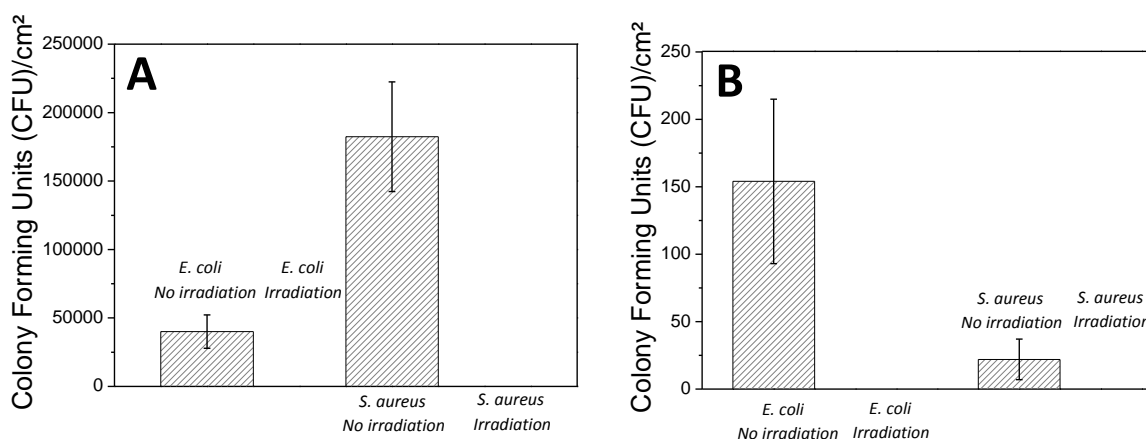 Colony Forming Units (CFU)/cm²
250000
200000
150000
100000
50000
0
A
E. coli
No irradiation
E. coli
Irradiation
S. aureus
No irradiation
S. aureus
Irradiation
Colony Forming Units (CFU)/cm²
250
200
150
100
50
0
B
E. coli
No irradiation
E. coli
Irradiation
S. aureus
No irradiation
S. aureus
Irradiation